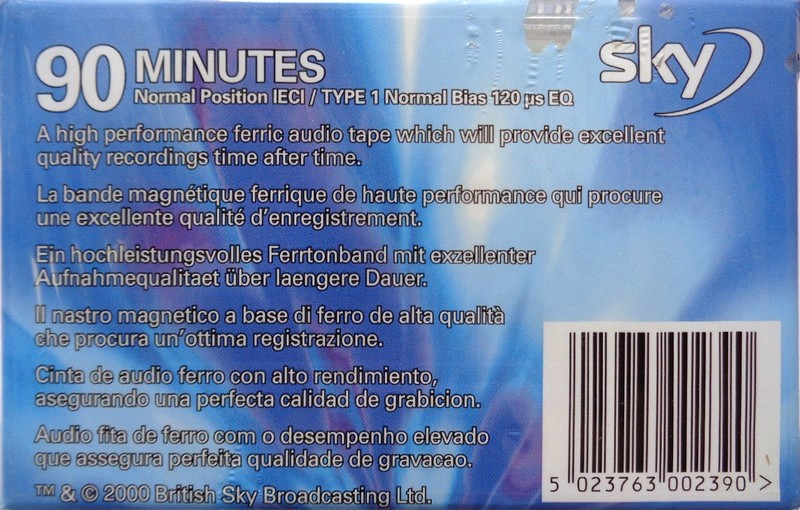 90 MINUTES
sky
Normal Position IECI / TYPE 1 Normal Bias 120 µs EQ
A high performance ferric audio tape which will provide excellent
quality recordings time after time.
La bande magnétique ferrique de haute performance qui procure
une excellente qualité d'enregistrement.
Ein hochleistungsvolles Ferrtonband mit exzellenter
Aufnahmequalitaet über laengere Dauer.
Il nastro magnetico a base di ferro de alta qualità
che procura un'ottima registrazione.
Cinta de audio ferro con alto rendimiento,
asegurando una perfecta calidad de grabicion.
Audio fita de ferro com o desempenho elevado
que assegura perfeita qualidade de gravacao.
™ & © 2000 British Sky Broadcasting Ltd.
5 023763 002390 >